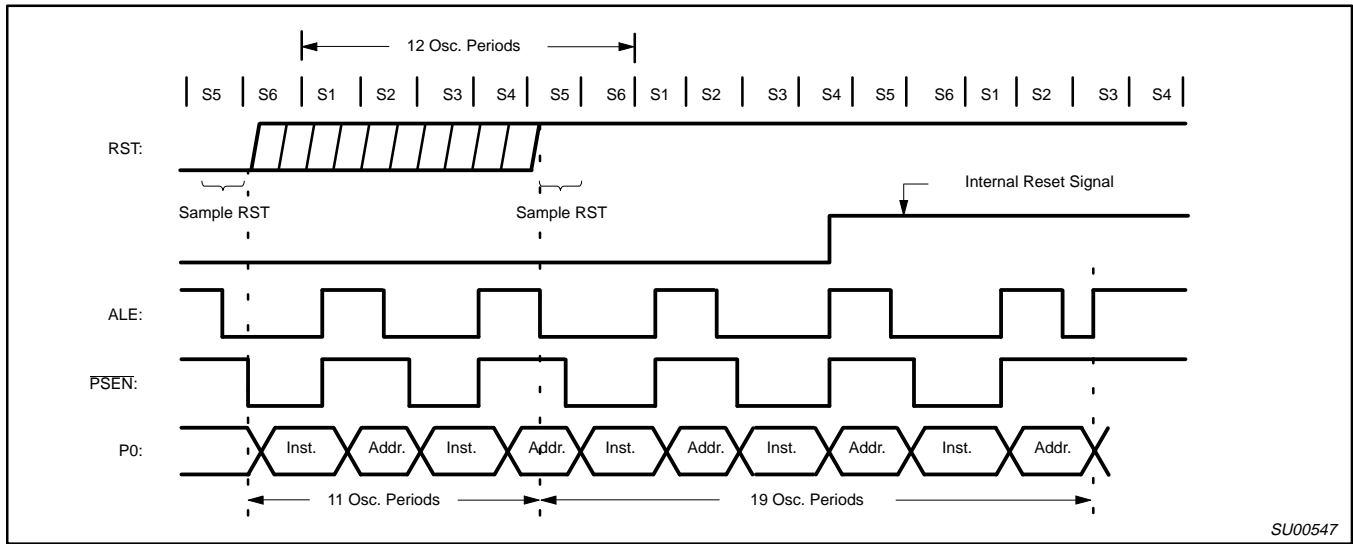 12 Osc. Periods
S5 S6 S1 S2 S3 S4 S5 S6 S1 S2 S3 S4 S5 S6 S1 S2 S3 S4
RST:
Internal Reset Signal
Sample RST Sample RST
ALE:
PSEN:
P0: Inst. Addr. Inst. Addr. Inst. Addr. Inst. Addr. Inst. Addr.
11 Osc. Periods 19 Osc. Periods
SU00547